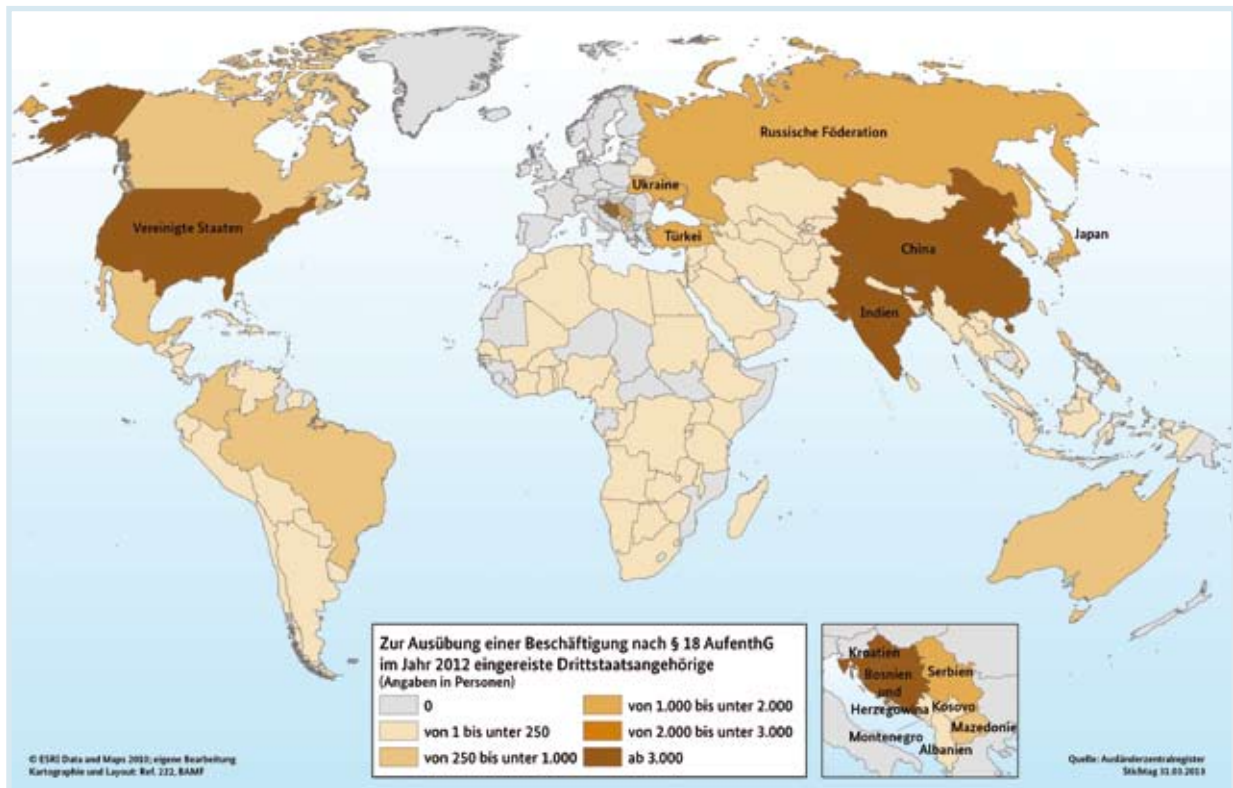 Russische Föderation
Ukraine
Vereinigte Staaten
Türkei
Japan
China
Indien
Zur Ausübung einer Beschäftigung nach § 18 AufenthG
im Jahr 2012 eingereiste Drittstaatsangehörige
(Angaben in Personen)
0
von 1 bis unter 250
von 250 bis unter 1.000
von 1.000 bis unter 2.000
von 2.000 bis unter 3.000
ab 3.000
Kroatien
Bosnien
und
Herzegowina
Serbien
Kosovo
Mazedonie
Montenegro
Albanien
© ESRI Data and Maps 2010; eigene Bearbeitung
Kartographie und Layout: Ref. 222, BAMF
Quelle: Ausländerzentralregister
Stichtag 31.03.2013